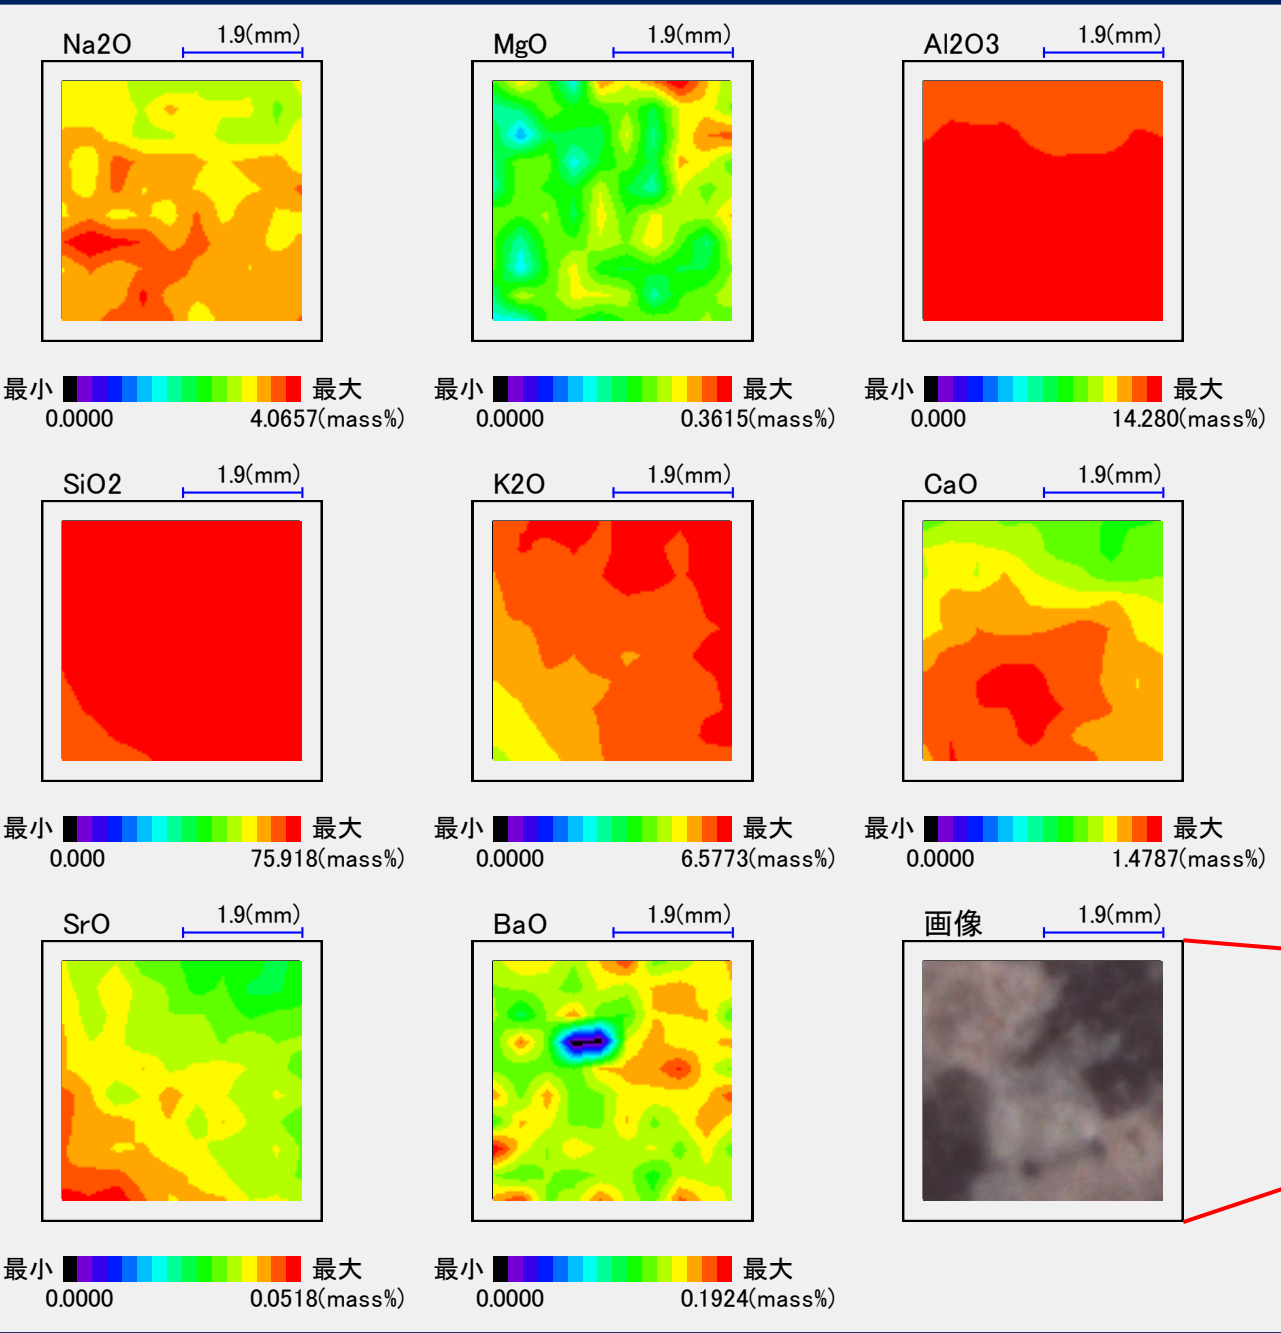 Na2O 1.9(mm)
MgO 1.9(mm)
Al2O3 1.9(mm)
最小 最大
0.0000 4.0657(mass%)
最小 最大
0.0000 0.3615(mass%)
最小 最大
0.000 14.280(mass%)
SiO2 1.9(mm)
K2O 1.9(mm)
CaO 1.9(mm)
最小 最大
0.000 75.918(mass%)
最小 最大
0.0000 6.5773(mass%)
最小 最大
0.0000 1.4787(mass%)
SrO 1.9(mm)
BaO 1.9(mm)
画像 1.9(mm)
最小 最大
0.0000 0.0518(mass%)
最小 最大
0.0000 0.1924(mass%)